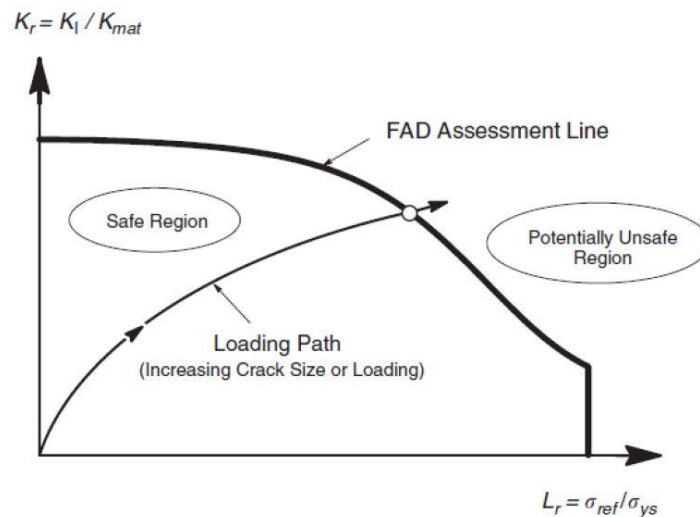 K_r = K_I / K_mat
FAD Assessment Line
Safe Region
Potentially Unsafe
Region
Loading Path
(Increasing Crack Size or Loading)
L_r = σ_ref/σ_ys